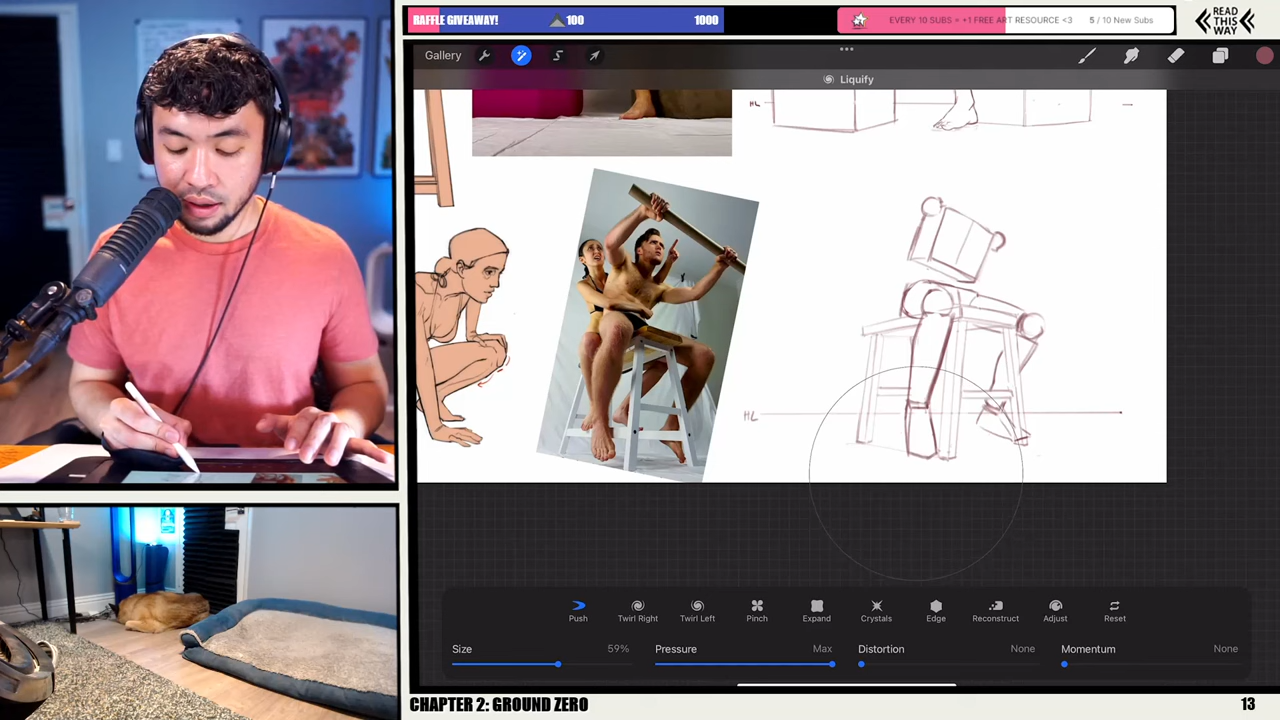 RAFFLE GIVEAWAY! 100 1000
EVERY 10 SUBS = +1 FREE ART RESOURCE <3 5 / 10 New Subs
READ
THIS
WAY
Gallery
Liquify
HL
HL
Push Twirl Right Twirl Left Pinch Expand Crystals Edge Reconstruct Adjust Reset
Size 59% Pressure Max Distortion None Momentum None
CHAPTER 2: GROUND ZERO 13